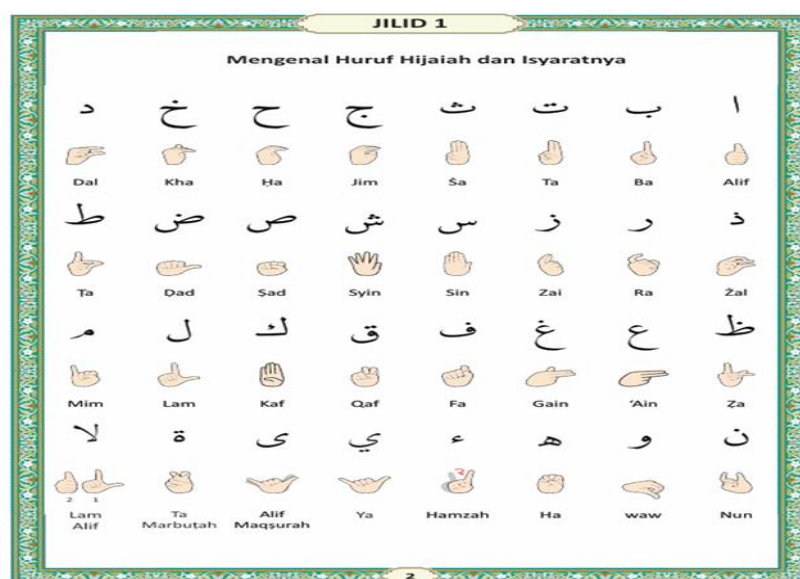 JILID 1
Mengenal Huruf Hijaiah dan Isyaratnya
ا ب ت ث ج ح خ د
Dal Kha Ḥa Jim Ṡa Ta Ba Alif
ذ ر ز س ش ص ض ط
Ṭa Ḍad Ṣad Syin Sin Zai Ra Żal
ظ ع غ ف ق ك ل م
Mim Lam Kaf Qaf Fa Gain ‘Ain Ẓa
ن و ه ء ي ى ة لا
2 1
Lam Ta Alif Ya Hamzah Ha waw Nun
Alif Marbuṭah Maqṣurah
2